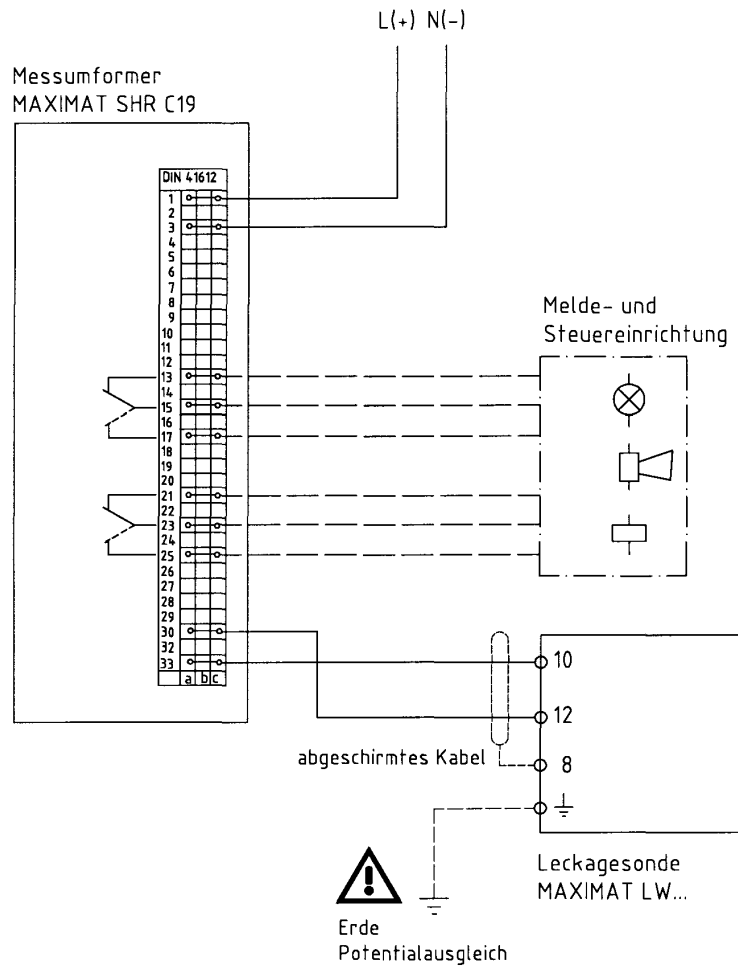 L(+) N(-)
Messumformer
MAXIMAT SHR C19
DIN 41612
1
2
3
4
5
6
7
8
9
10
11
12
13
14
15
16
17
18
19
20
21
22
23
24
25
26
27
28
29
30
32
33
a b c
Melde- und
Steuereinrichtung
10
12
8
abgeschirmtes Kabel
Leckagesonde
MAXIMAT LW...
Erde
Potentialausgleich